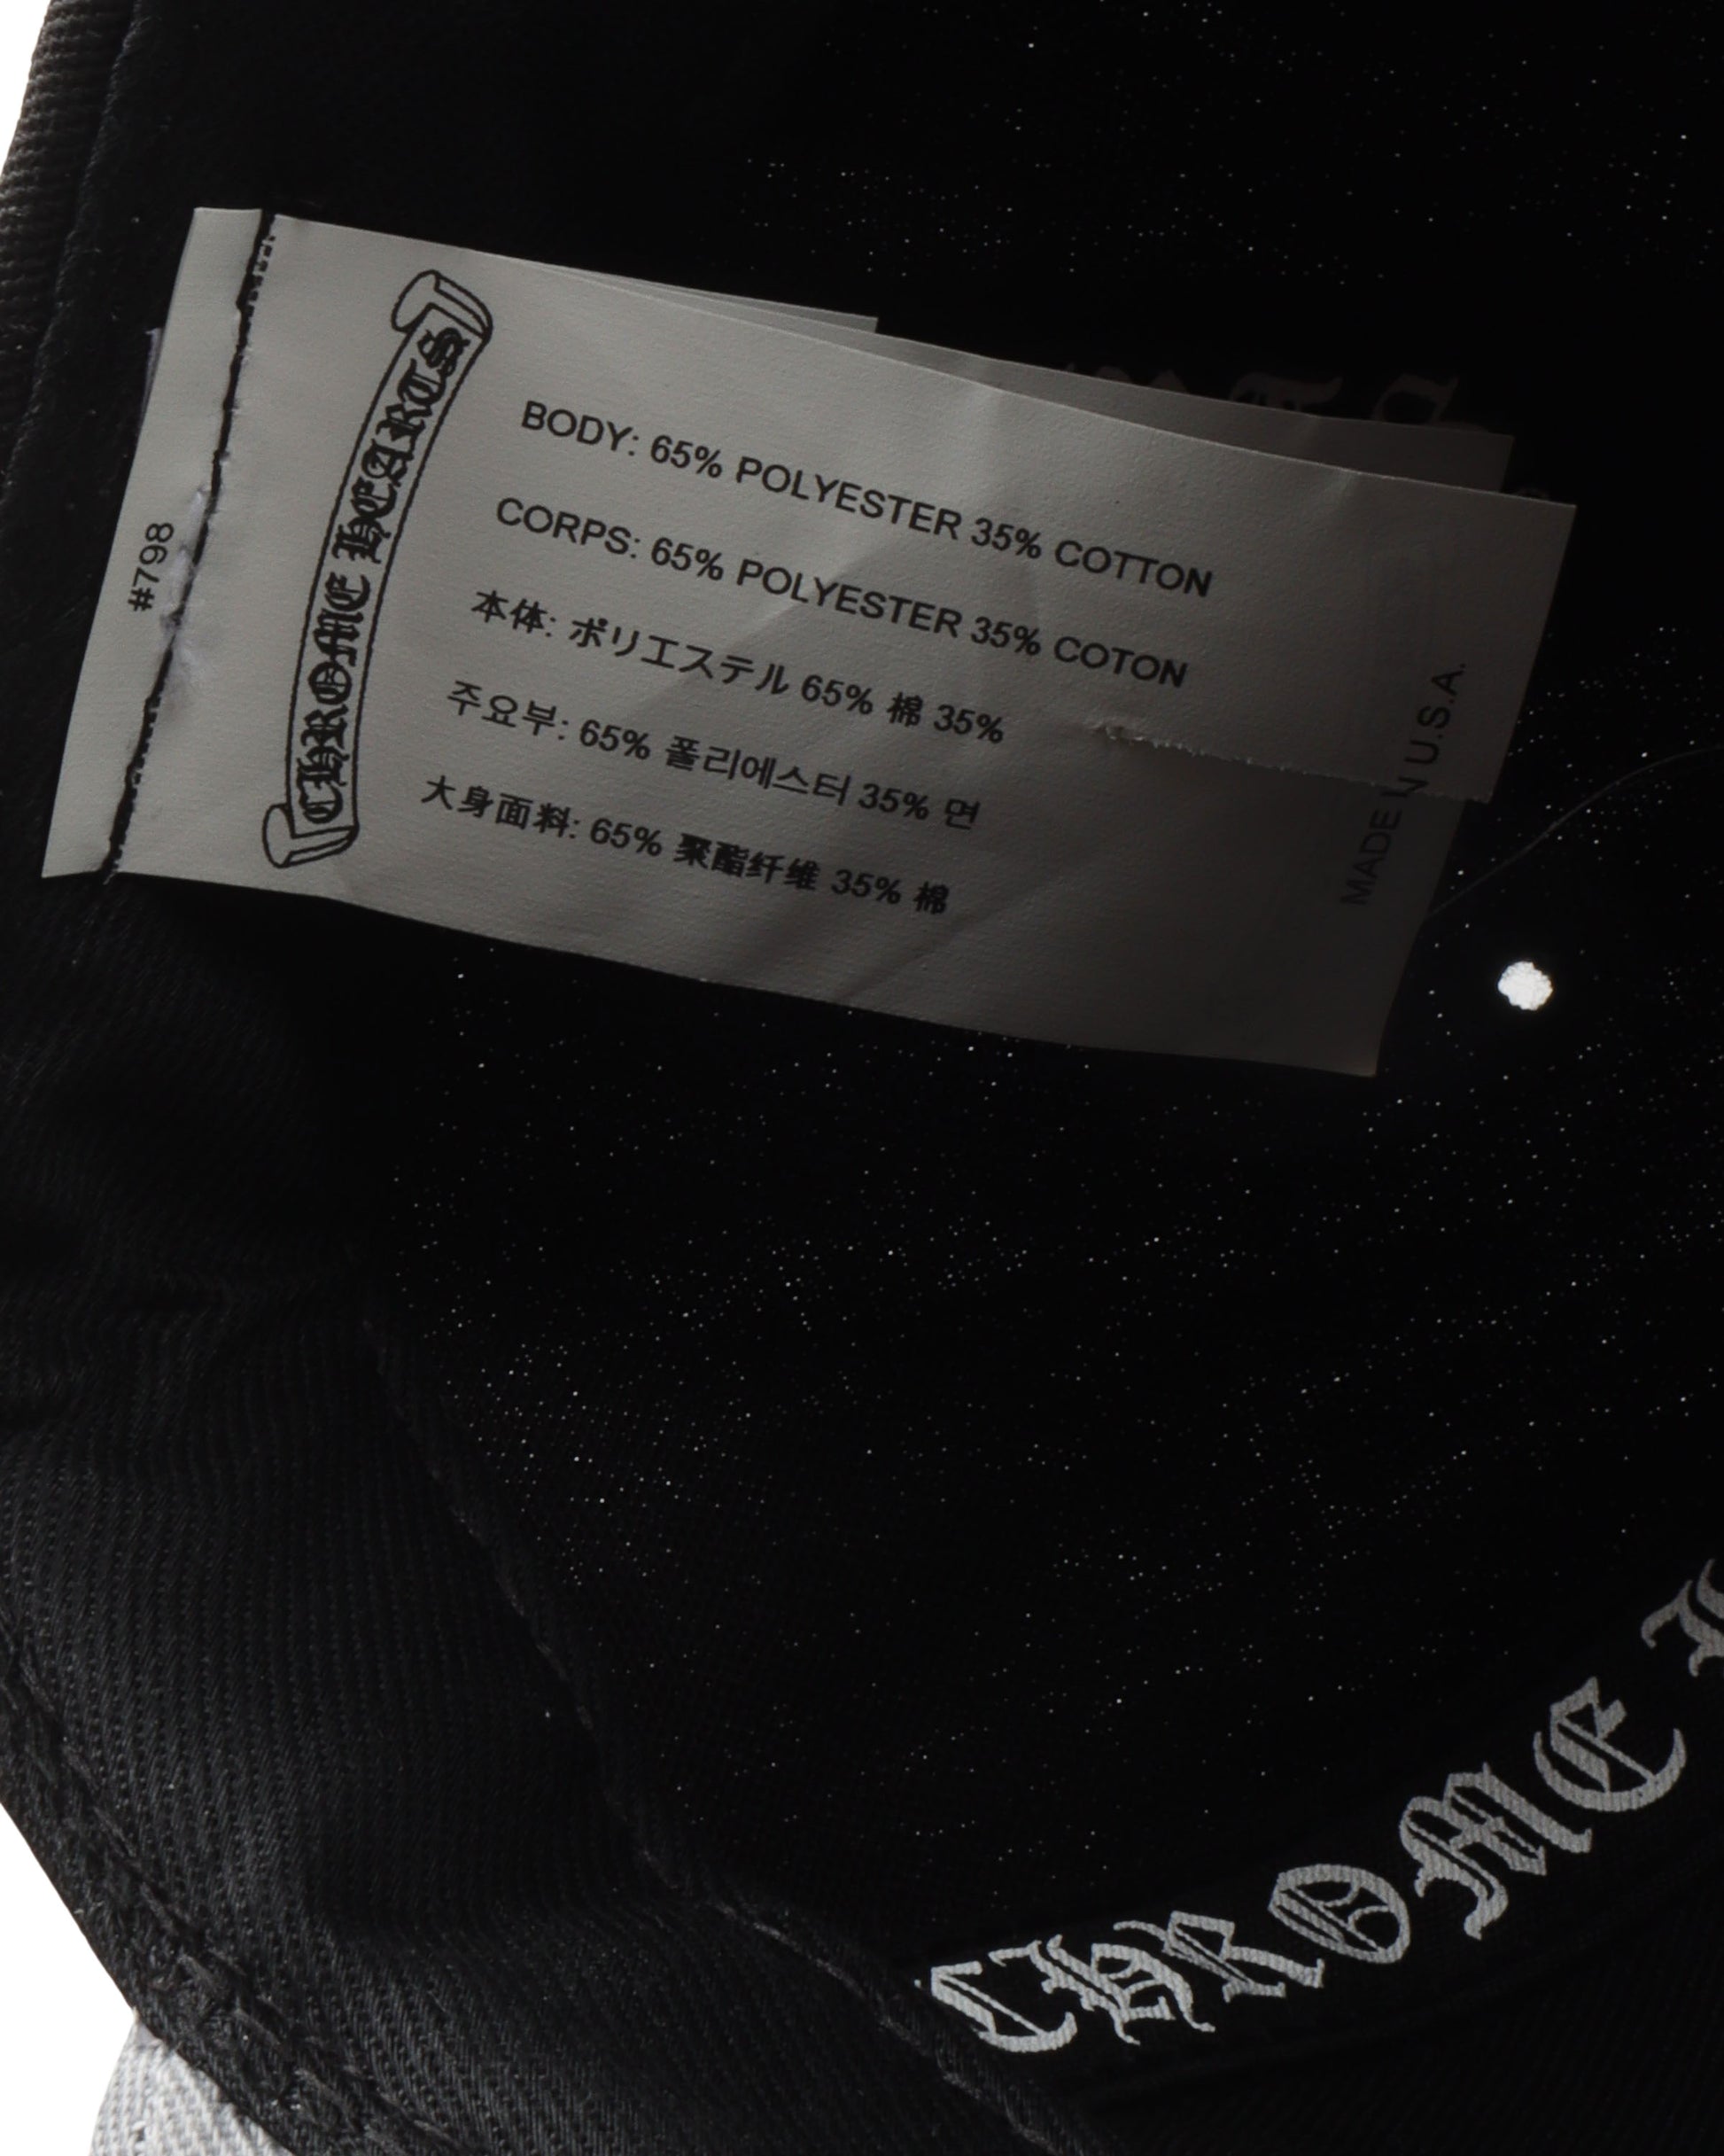 #798
CHROME HEARTS
BODY: 65% POLYESTER 35% COTTON
CORPS: 65% POLYESTER 35% COTON
本体: ポリエステル 65% 棉 35%
주요부: 65% 폴리에스터 35% 면
大身面料: 65% 聚酯纤维 35% 棉
MADE IN U.S.A.
CHROME